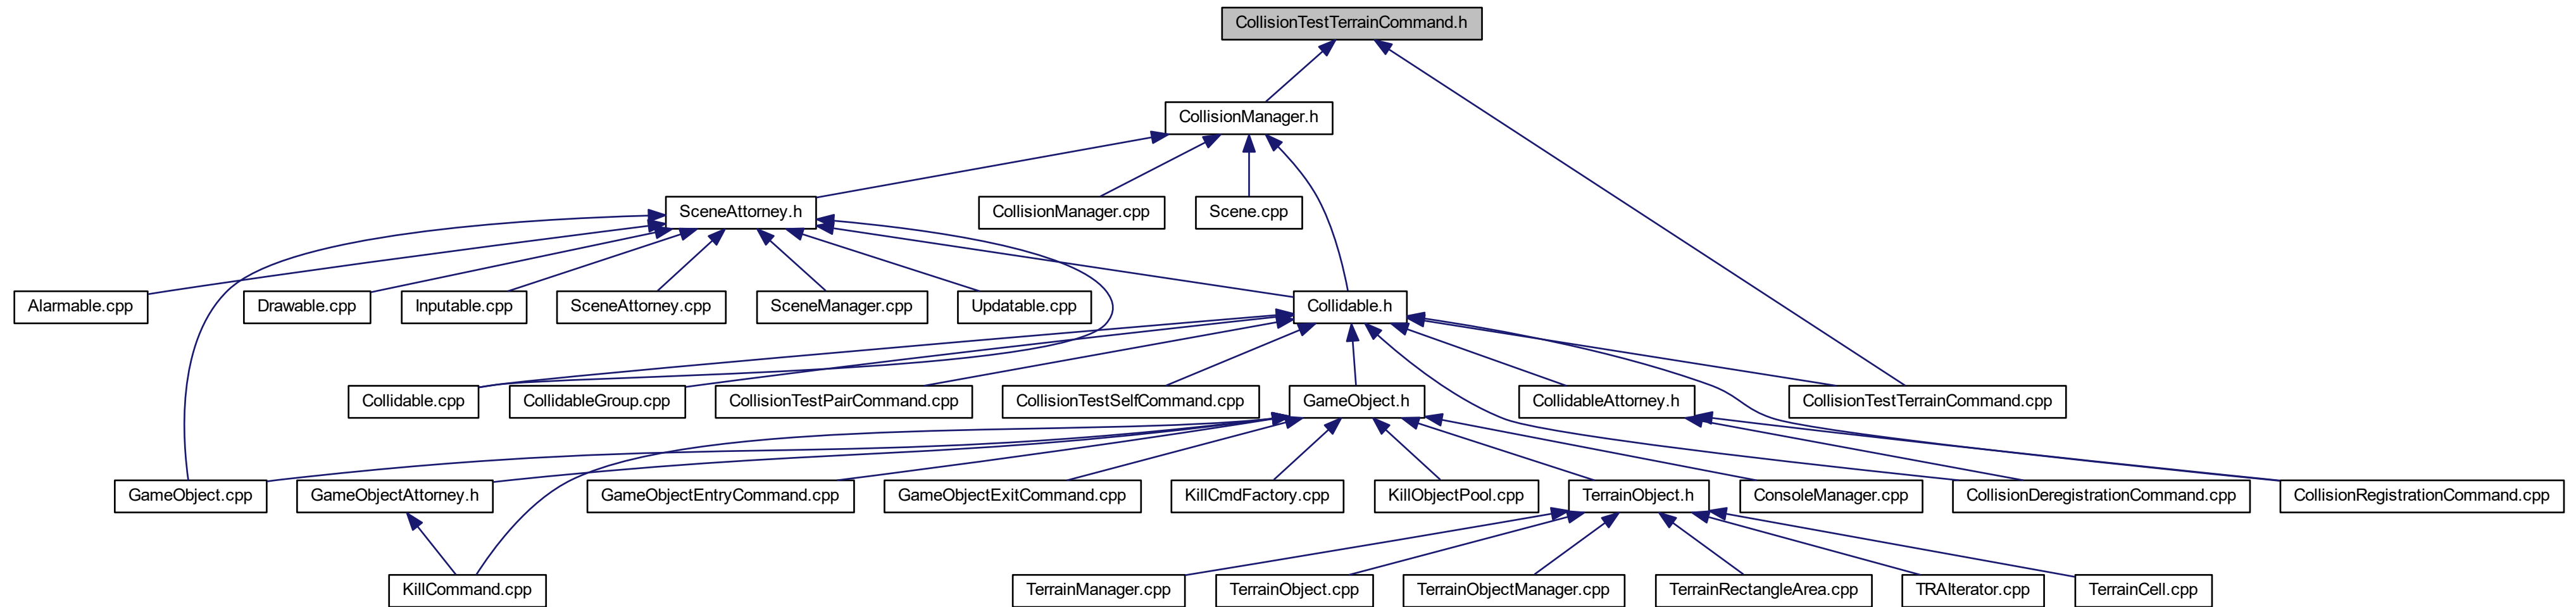 CollisionTestTerrainCommand.h
CollisionManager.h
SceneAttorney.h
CollisionManager.cpp
Scene.cpp
Alarmable.cpp
Drawable.cpp
Inputable.cpp
SceneAttorney.cpp
SceneManager.cpp
Updatable.cpp
Collidable.h
Collidable.cpp
CollidableGroup.cpp
CollisionTestPairCommand.cpp
CollisionTestSelfCommand.cpp
GameObject.h
CollidableAttorney.h
CollisionTestTerrainCommand.cpp
GameObject.cpp
GameObjectAttorney.h
GameObjectEntryCommand.cpp
GameObjectExitCommand.cpp
KillCmdFactory.cpp
KillObjectPool.cpp
TerrainObject.h
ConsoleManager.cpp
CollisionDeregistrationCommand.cpp
CollisionRegistrationCommand.cpp
KillCommand.cpp
TerrainManager.cpp
TerrainObject.cpp
TerrainObjectManager.cpp
TerrainRectangleArea.cpp
TRAIterator.cpp
TerrainCell.cpp